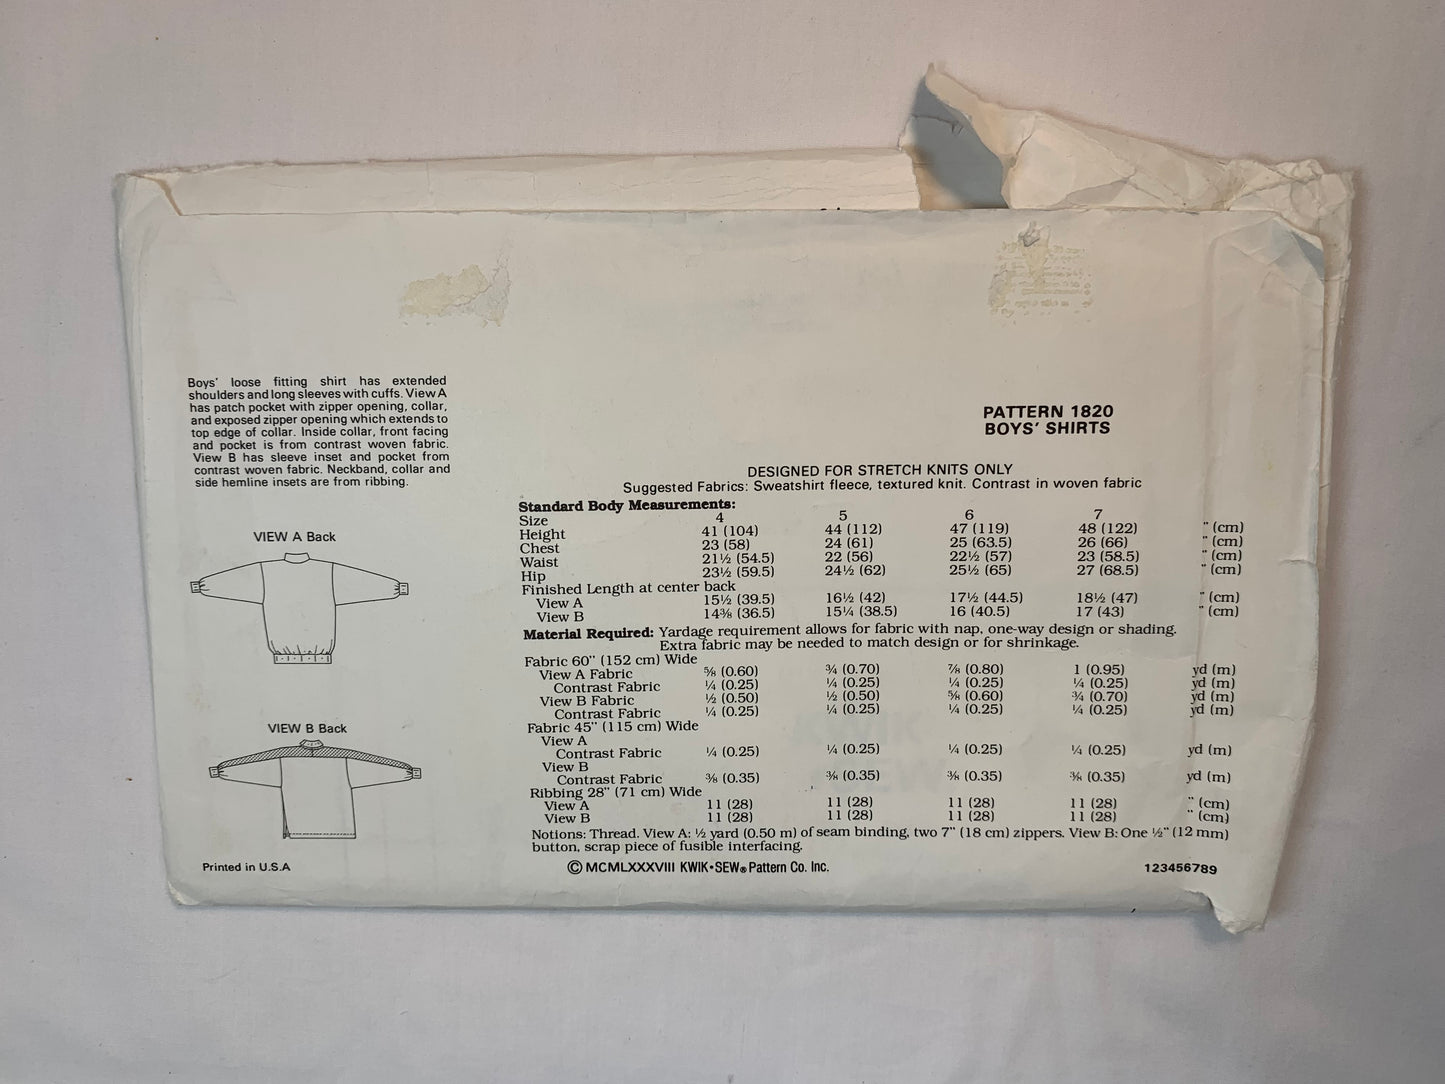 Boys' loose fitting shirt has extended
shoulders and long sleeves with cuffs. View A
has patch pocket with zipper opening, collar,
and exposed zipper opening which extends to
top edge of collar. Inside collar, front facing
and pocket is from contrast woven fabric.
View B has sleeve inset and pocket from
contrast woven fabric. Neckband, collar and
side hemline insets are from ribbing.
VIEW A Back
VIEW B Back
Printed in U.S.A
PATTERN 1820
BOYS' SHIRTS
DESIGNED FOR STRETCH KNITS ONLY
Suggested Fabrics: Sweatshirt fleece, textured knit. Contrast in woven fabric
Standard Body Measurements:
Size 4 5 6 7
Height 41 (104) 44 (112) 47 (119) 48 (122) " (cm)
Chest 23 (58) 24 (61) 25 (63.5) 26 (66) " (cm)
Waist 21½ (54.5) 22 (56) 22½ (57) 23 (58.5) " (cm)
Hip 23½ (59.5) 24½ (62) 25½ (65) 27 (68.5) " (cm)
Finished Length at center back
View A 15½ (39.5) 16½ (42) 17½ (44.5) 18½ (47) " (cm)
View B 14⅜ (36.5) 15¼ (38.5) 16 (40.5) 17 (43) " (cm)
Material Required: Yardage requirement allows for fabric with nap, one-way design or shading.
Extra fabric may be needed to match design or for shrinkage.
Fabric 60" (152 cm) Wide
View A Fabric ⅝ (0.60) ¾ (0.70) ⅞ (0.80) 1 (0.95) yd (m)
Contrast Fabric ¼ (0.25) ¼ (0.25) ¼ (0.25) ¼ (0.25) yd (m)
View B Fabric ½ (0.50) ½ (0.50) ⅝ (0.60) ¾ (0.70) yd (m)
Contrast Fabric ¼ (0.25) ¼ (0.25) ¼ (0.25) ¼ (0.25) yd (m)
Fabric 45" (115 cm) Wide
View A
Contrast Fabric ¼ (0.25) ¼ (0.25) ¼ (0.25) ¼ (0.25) yd (m)
View B
Contrast Fabric ⅜ (0.35) ⅜ (0.35) ⅜ (0.35) ⅜ (0.35) yd (m)
Ribbing 28" (71 cm) Wide
View A 11 (28) 11 (28) 11 (28) 11 (28) " (cm)
View B 11 (28) 11 (28) 11 (28) 11 (28) " (cm)
Notions: Thread. View A: ½ yard (0.50 m) of seam binding, two 7" (18 cm) zippers. View B: One ½" (12 mm)
button, scrap piece of fusible interfacing.
© MCMLXXXVIII KWIK•SEW® Pattern Co. Inc.
123456789